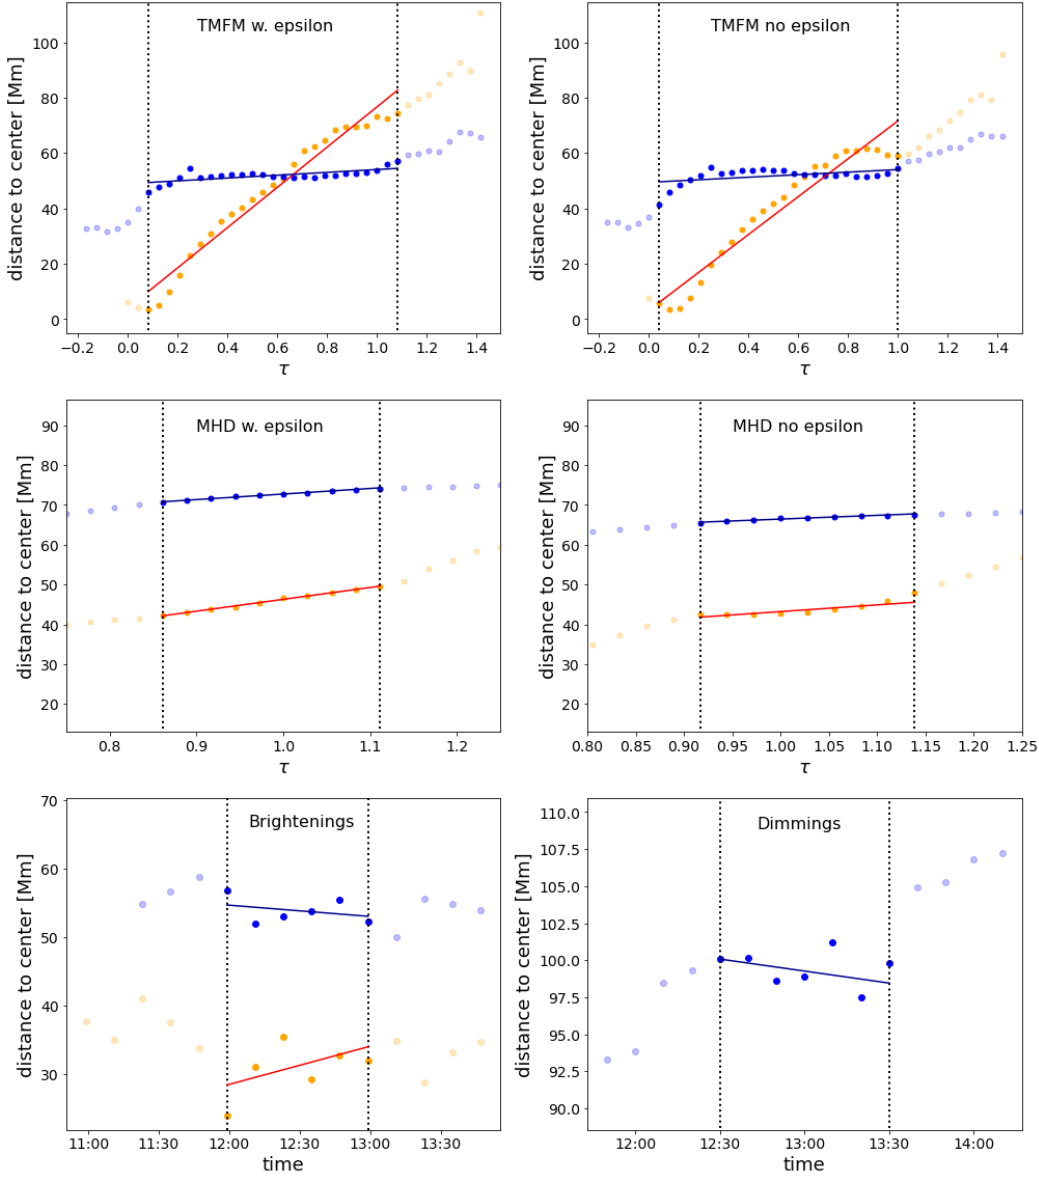 TMFM w. epsilon
distance to center [Mm]
100
80
60
40
20
0
−0.2 0.0 0.2 0.4 0.6 0.8 1.0 1.2 1.4
τ
TMFM no epsilon
distance to center [Mm]
100
80
60
40
20
0
−0.2 0.0 0.2 0.4 0.6 0.8 1.0 1.2 1.4
τ
MHD w. epsilon
distance to center [Mm]
90
80
70
60
50
40
30
20
0.8 0.9 1.0 1.1 1.2
τ
MHD no epsilon
distance to center [Mm]
90
80
70
60
50
40
30
20
0.80 0.85 0.90 0.95 1.00 1.05 1.10 1.15 1.20 1.25
τ
Brightenings
distance to center [Mm]
70
60
50
40
30
11:00 11:30 12:00 12:30 13:00 13:30
time
Dimmings
distance to center [Mm]
110.0
107.5
105.0
102.5
100.0
97.5
95.0
92.5
90.0
12:00 12:30 13:00 13:30 14:00
time